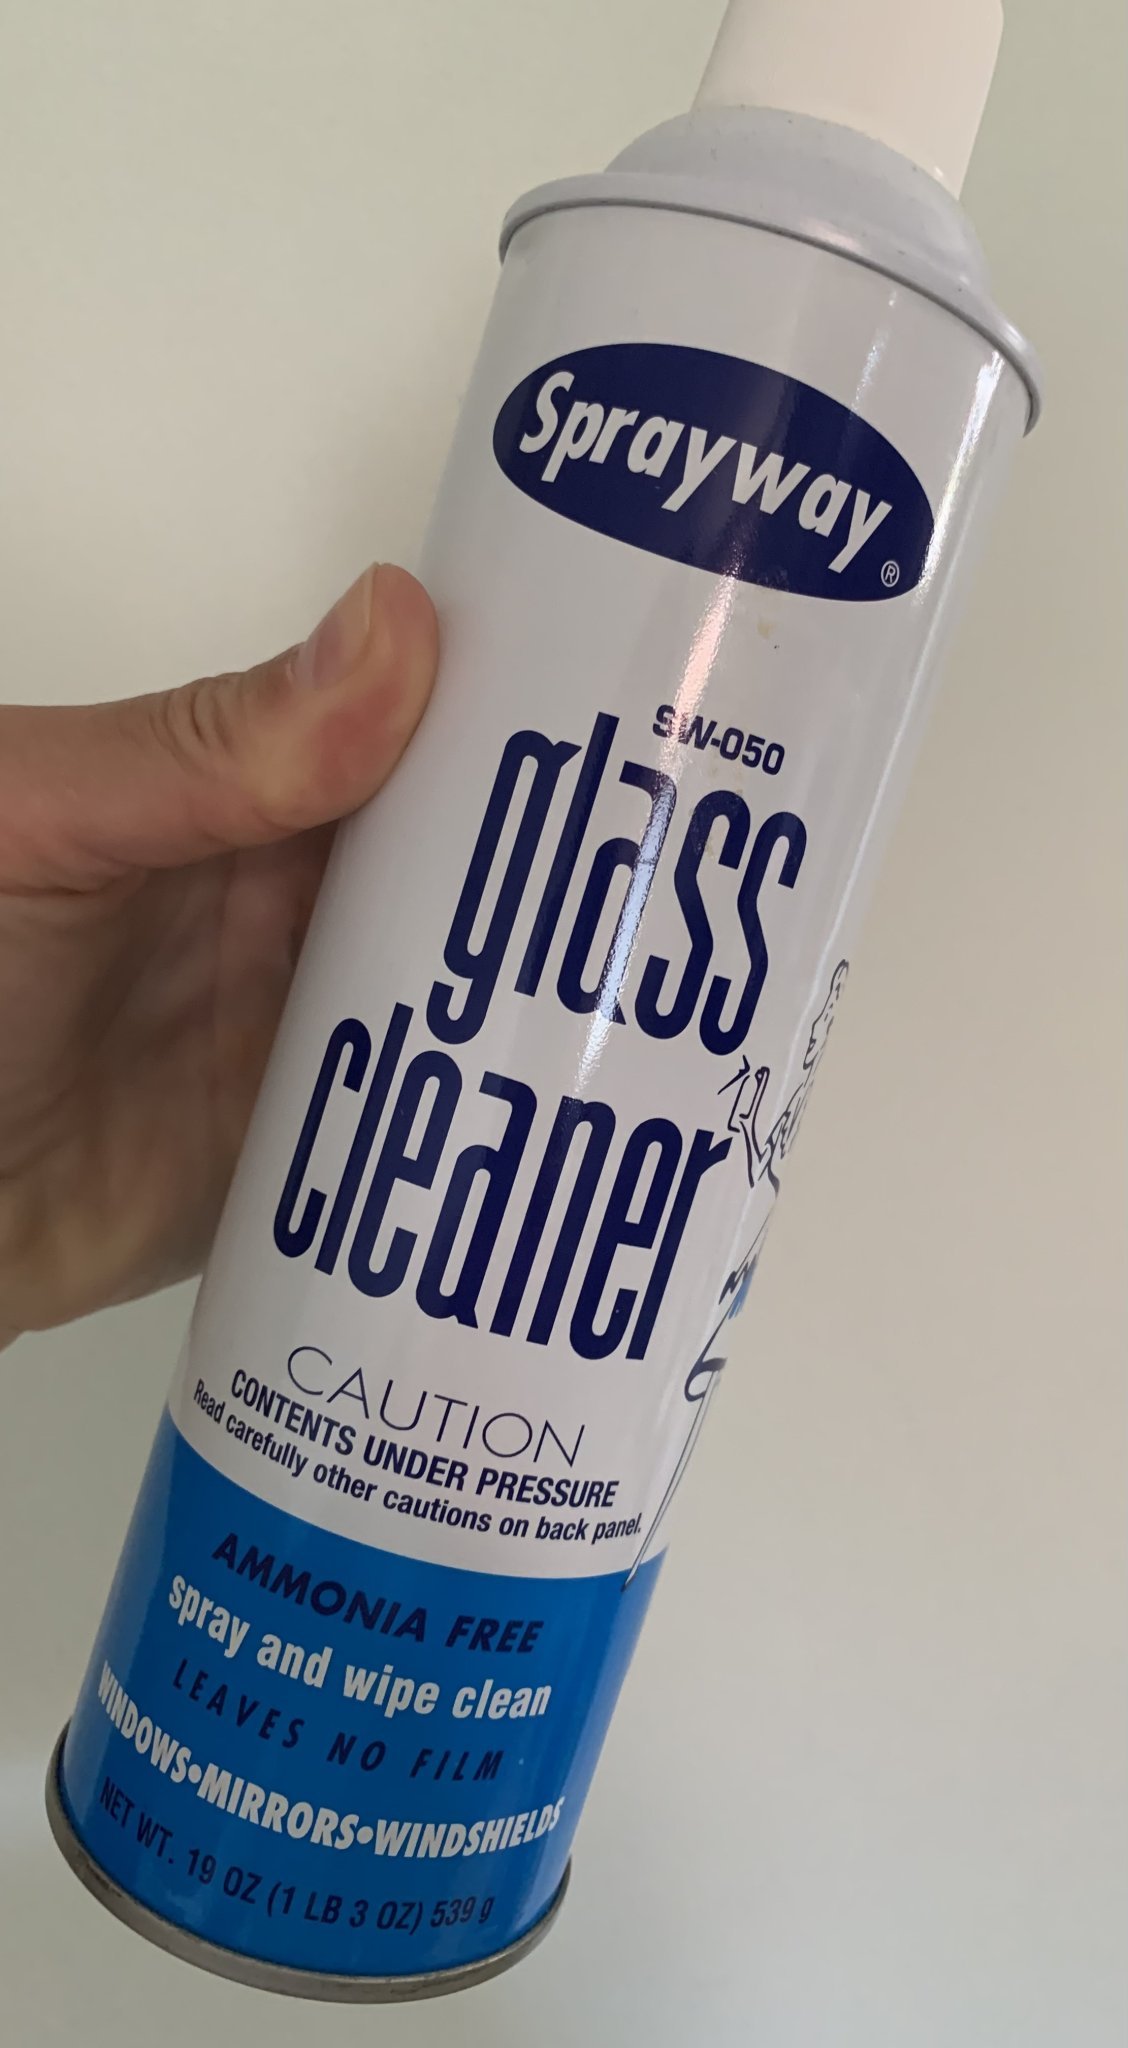 Sprayway®
SW-050
glass
cleaner
CAUTION
CONTENTS UNDER PRESSURE
Read carefully other cautions on back panel.
AMMONIA FREE
spray and wipe clean
LEAVES NO FILM
WINDOWS•MIRRORS•WINDSHIELDS
NET WT. 19 OZ (1 LB 3 OZ) 539 g